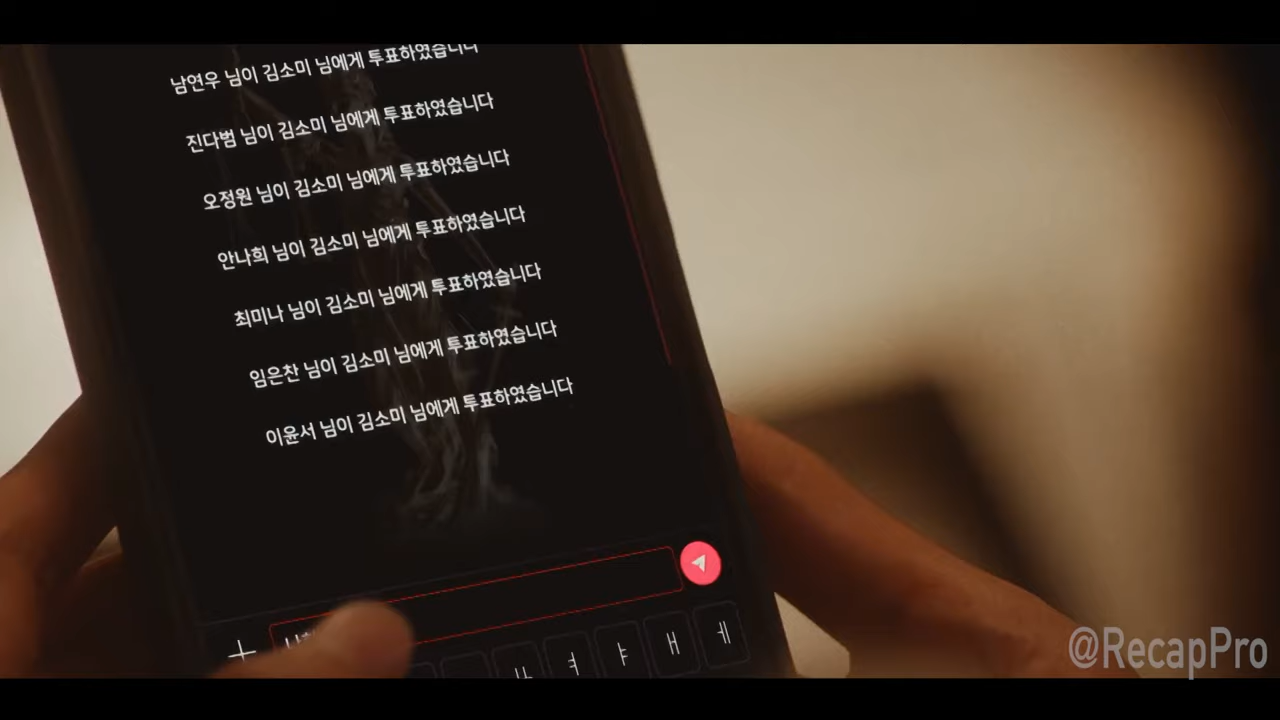 남연우 님이 김소미 님에게 투표하였습니다
진다범 님이 김소미 님에게 투표하였습니다
오정원 님이 김소미 님에게 투표하였습니다
안나희 님이 김소미 님에게 투표하였습니다
최미나 님이 김소미 님에게 투표하였습니다
임은찬 님이 김소미 님에게 투표하였습니다
이윤서 님이 김소미 님에게 투표하였습니다
ㅕ ㅑ ㅐ ㅔ
@RecapPro